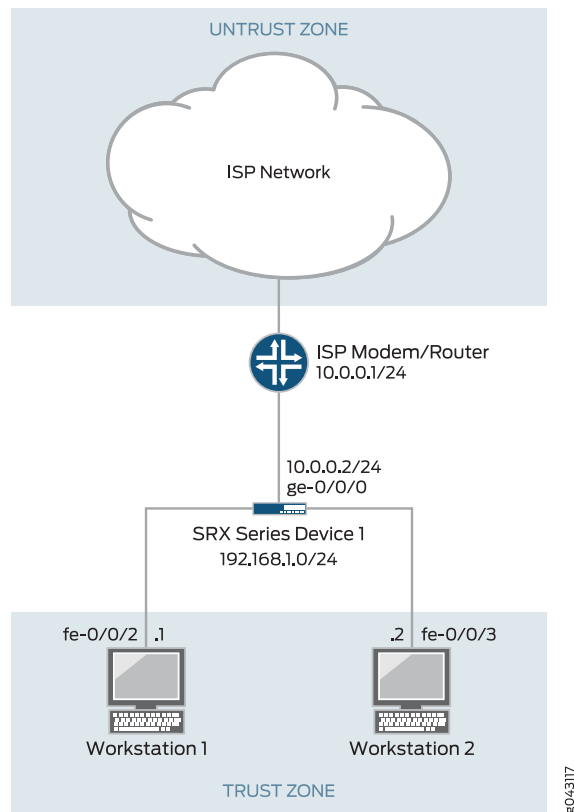 UNTRUST ZONE
ISP Network
ISP Modem/Router
10.0.0.1/24
10.0.0.2/24
ge-0/0/0
SRX Series Device 1
192.168.1.0/24
fe-0/0/2 .1
.2 fe-0/0/3
Workstation 1
Workstation 2
TRUST ZONE
g043117